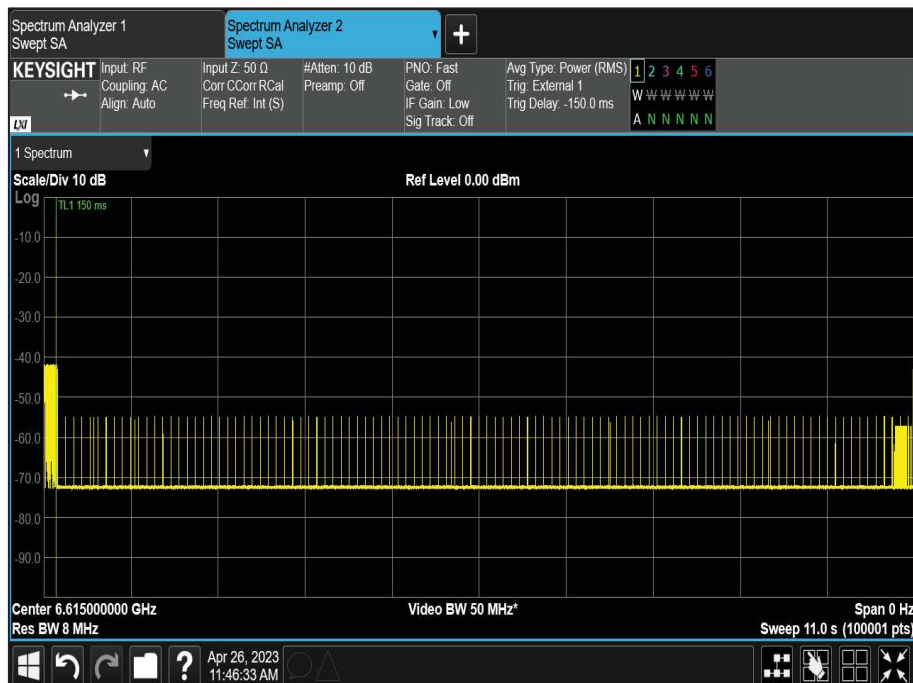 Spectrum Analyzer 1
Swept SA
Spectrum Analyzer 2
Swept SA
KEYSIGHT
LXI
Input: RF
Coupling: AC
Align: Auto
Input Z: 50 Ω
Corr CCorr RCal
Freq Ref: Int (S)
#Atten: 10 dB
Preamp: Off
PNO: Fast
Gate: Off
IF Gain: Low
Sig Track: Off
Avg Type: Power (RMS)
Trig: External 1
Trig Delay: -150.0 ms
1 2 3 4 5 6
W W W W W W
A N N N N N
1 Spectrum
Scale/Div 10 dB
Ref Level 0.00 dBm
Log
TL1 150 ms
-10.0
-20.0
-30.0
-40.0
-50.0
-60.0
-70.0
-80.0
-90.0
Center 6.615000000 GHz
Video BW 50 MHz*
Span 0 Hz
Res BW 8 MHz
Sweep 11.0 s (100001 pts)
?
Apr 26, 2023
11:46:33 AM